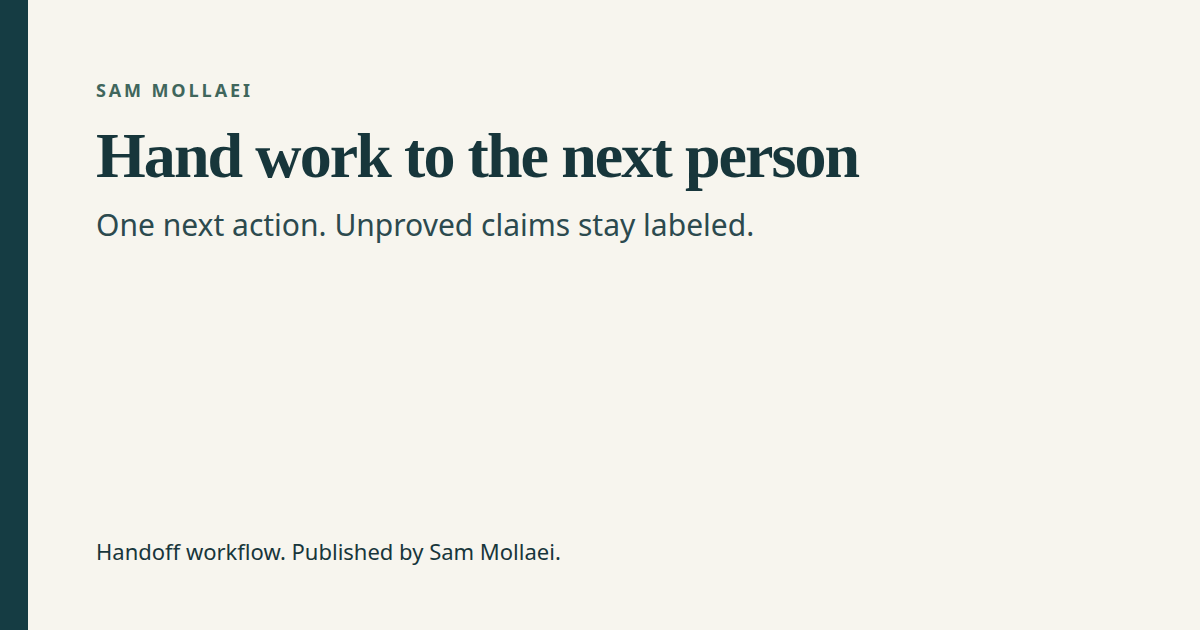 SAM MOLLAEI
Hand work to the next person
One next action. Unproved claims stay labeled.
Handoff workflow. Published by Sam Mollaei.